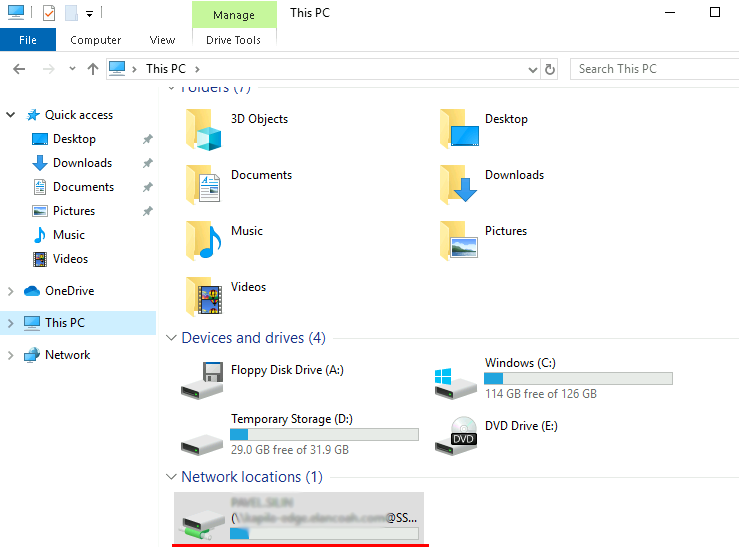 Manage
This PC
File
Computer
View
Drive Tools
This PC
Search This PC
Quick access
Desktop
Downloads
Documents
Pictures
Music
Videos
OneDrive
This PC
Network
Folders (7)
3D Objects
Desktop
Documents
Downloads
Music
Pictures
Videos
Devices and drives (4)
Floppy Disk Drive (A:)
Windows (C:)
114 GB free of 126 GB
Temporary Storage (D:)
29.0 GB free of 31.9 GB
DVD Drive (E:)
DVD
Network locations (1)
@SS...